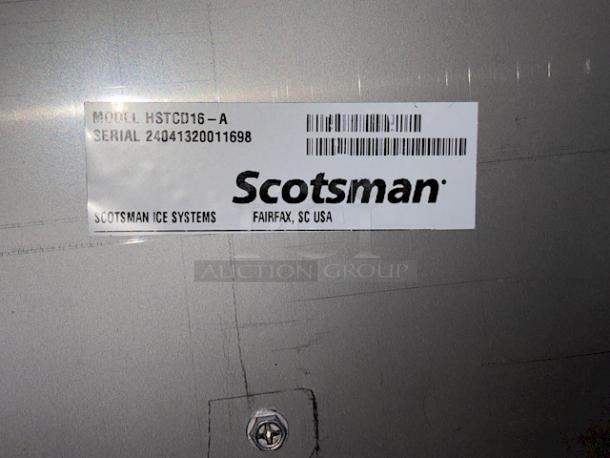 MODEL HSTCD16-A
SERIAL 24041320011698
Scotsman
SCOTSMAN ICE SYSTEMS FAIRFAX, SC USA
AUCTION GROUP